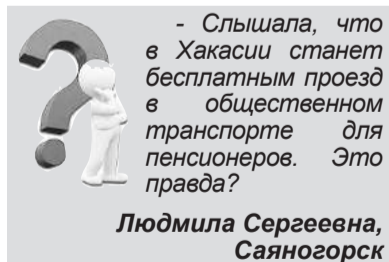 - Слышала, что
в Хакасии станет
бесплатным проезд
в общественном
транспорте для
пенсионеров. Это
правда?
Людмила Сергеевна,
Саяногорск